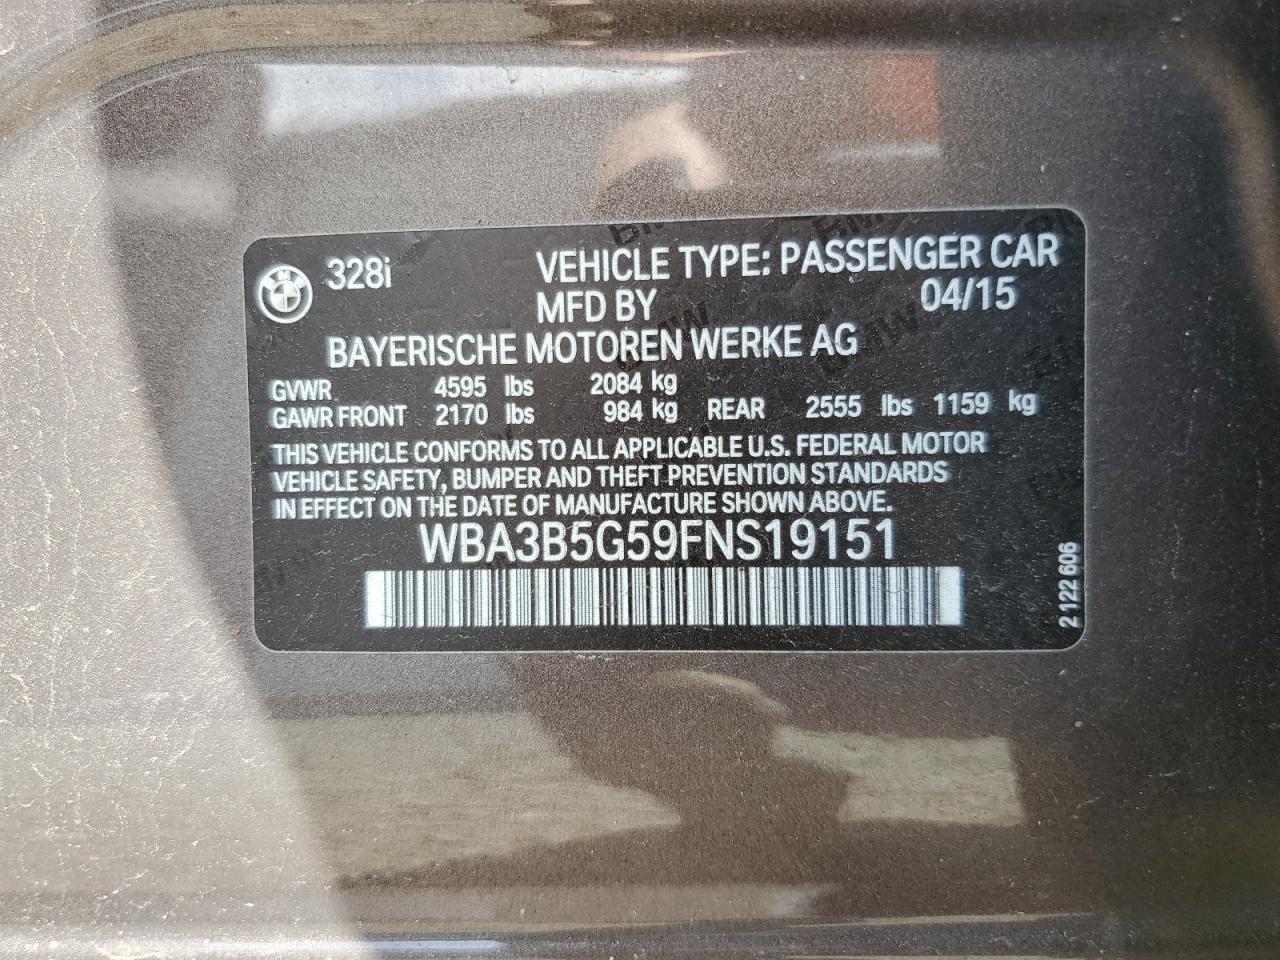 328i VEHICLE TYPE: PASSENGER CAR
MFD BY 04/15
BAYERISCHE MOTOREN WERKE AG
GVWR 4595 lbs 2084 kg
GAWR FRONT 2170 lbs 984 kg REAR 2555 lbs 1159 kg
THIS VEHICLE CONFORMS TO ALL APPLICABLE U.S. FEDERAL MOTOR
VEHICLE SAFETY, BUMPER AND THEFT PREVENTION STANDARDS
IN EFFECT ON THE DATE OF MANUFACTURE SHOWN ABOVE.
WBA3B5G59FNS19151
2 122 606